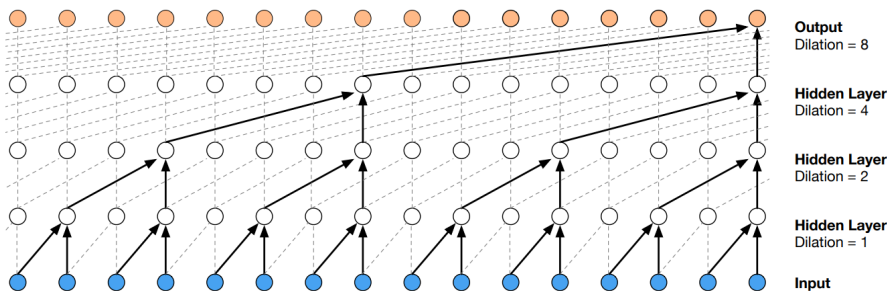 Output
Dilation = 8
Hidden Layer
Dilation = 4
Hidden Layer
Dilation = 2
Hidden Layer
Dilation = 1
Input